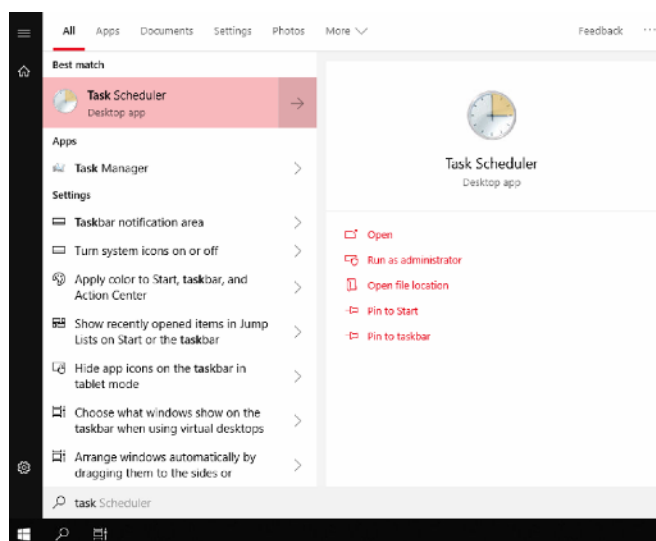 All Apps Documents Settings Photos More Feedback ...
Best match
Task Scheduler
Desktop app
Apps
Task Manager
Settings
Taskbar notification area
Turn system icons on or off
Apply color to Start, taskbar, and
Action Center
Show recently opened items in Jump
Lists on Start or the taskbar
Hide app icons on the taskbar in
tablet mode
Choose what windows show on the
taskbar when using virtual desktops
Arrange windows automatically by
dragging them to the sides or
task Scheduler
Task Scheduler
Desktop app
Open
Run as administrator
Open file location
Pin to Start
Pin to taskbar